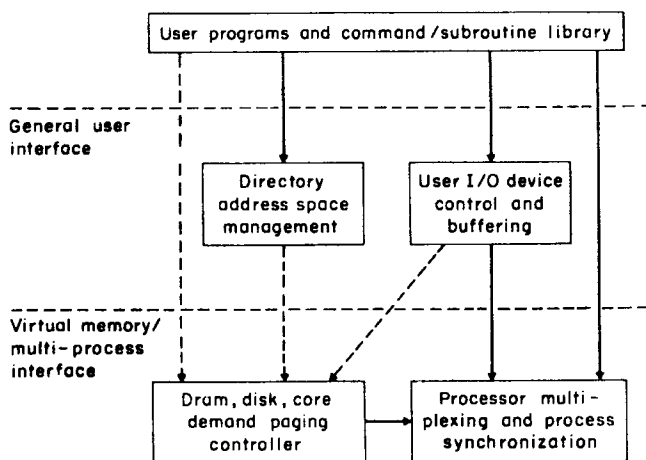 User programs and command/subroutine library
General user
interface
Directory
address space
management
User I/O device
control and
buffering
Virtual memory/
multi-process
interface
Dram, disk, core
demand paging
controller
Processor multi-
plexing and process
synchronization